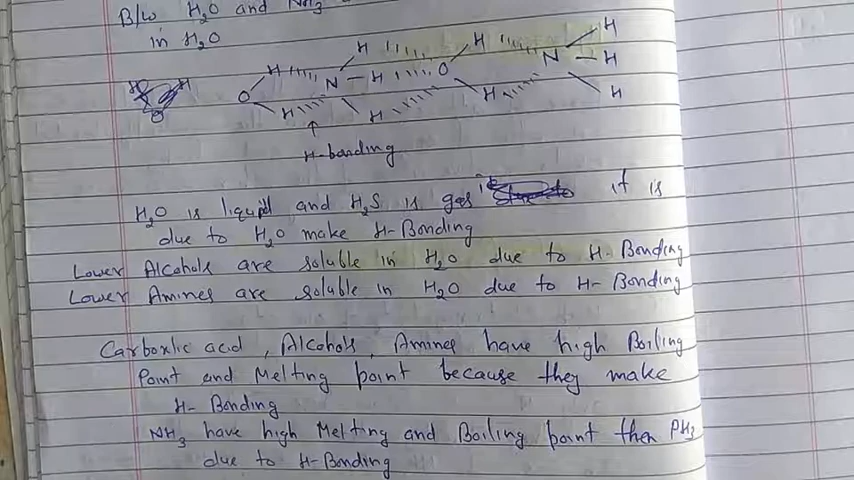 B/w H₂O and NH₃
in H₂O
H H H
H N H O N H
O H H H H
H-bonding
H₂O is liquid and H₂S is gas it is
due to H₂O make H-Bonding
Lower Alcohols are soluble in H₂O due to H-Bonding
Lower Amines are soluble in H₂O due to H-Bonding
Carboxlic acid, Alcohols, Amines have high Boiling
Point and Melting point because they make
H-Bonding
NH₃ have high Melting and Boiling point then PH₃
due to H-Bonding